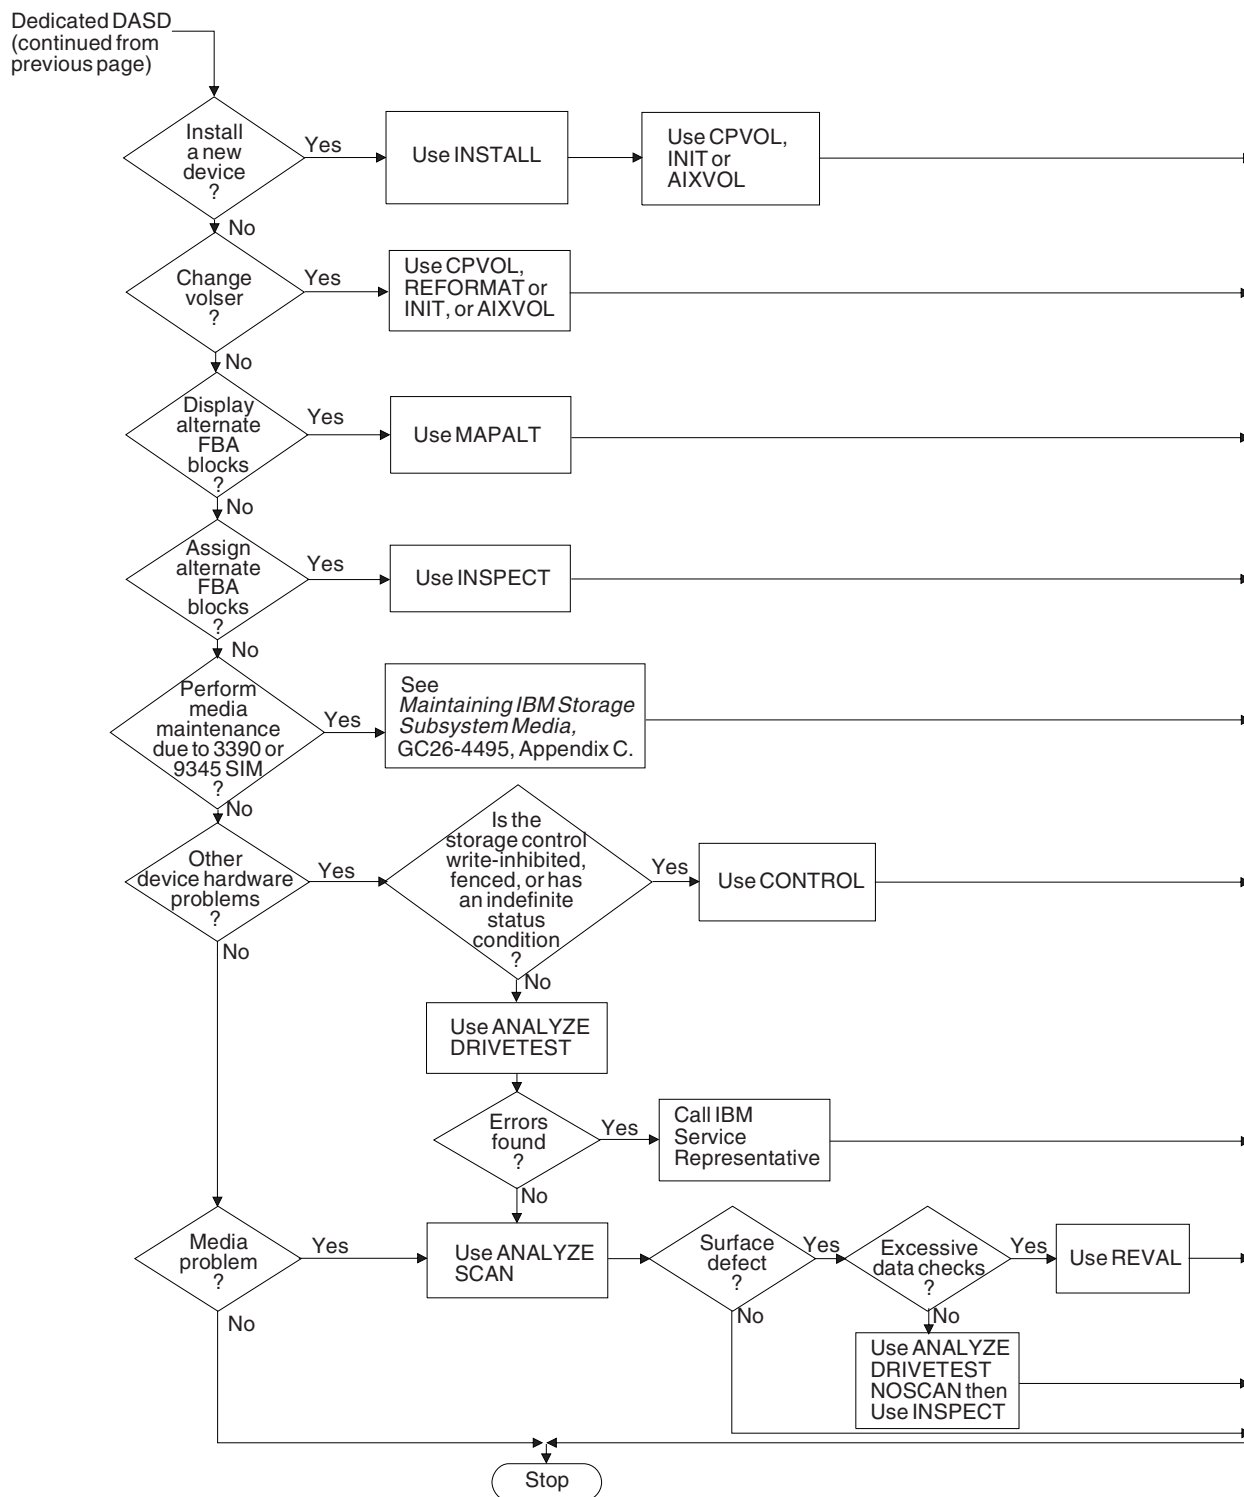 Dedicated DASD
(continued from
previous page)
Install
a new
device
?
Yes
Use INSTALL
Use CPVOL,
INIT or
AIXVOL
No
Change
volser
?
Yes
Use CPVOL,
REFORMAT or
INIT, or AIXVOL
No
Display
alternate
FBA
blocks
?
Yes
Use MAPALT
No
Assign
alternate
FBA
blocks
?
Yes
Use INSPECT
No
Perform
media
maintenance
due to 3390 or
9345 SIM
?
Yes
See
Maintaining IBM Storage
Subsystem Media,
GC26-4495, Appendix C.
No
Other
device hardware
problems
?
Yes
Is the
storage control
write-inhibited,
fenced, or has
an indefinite
status
condition
?
Yes
Use CONTROL
No
No
Use ANALYZE
DRIVETEST
Errors
found
?
Yes
Call IBM
Service
Representative
No
Media
problem
?
Yes
Use ANALYZE
SCAN
Surface
defect
?
Yes
Excessive
data checks
?
Yes
Use REVAL
No
No
No
Use ANALYZE
DRIVETEST
NOSCAN then
Use INSPECT
Stop